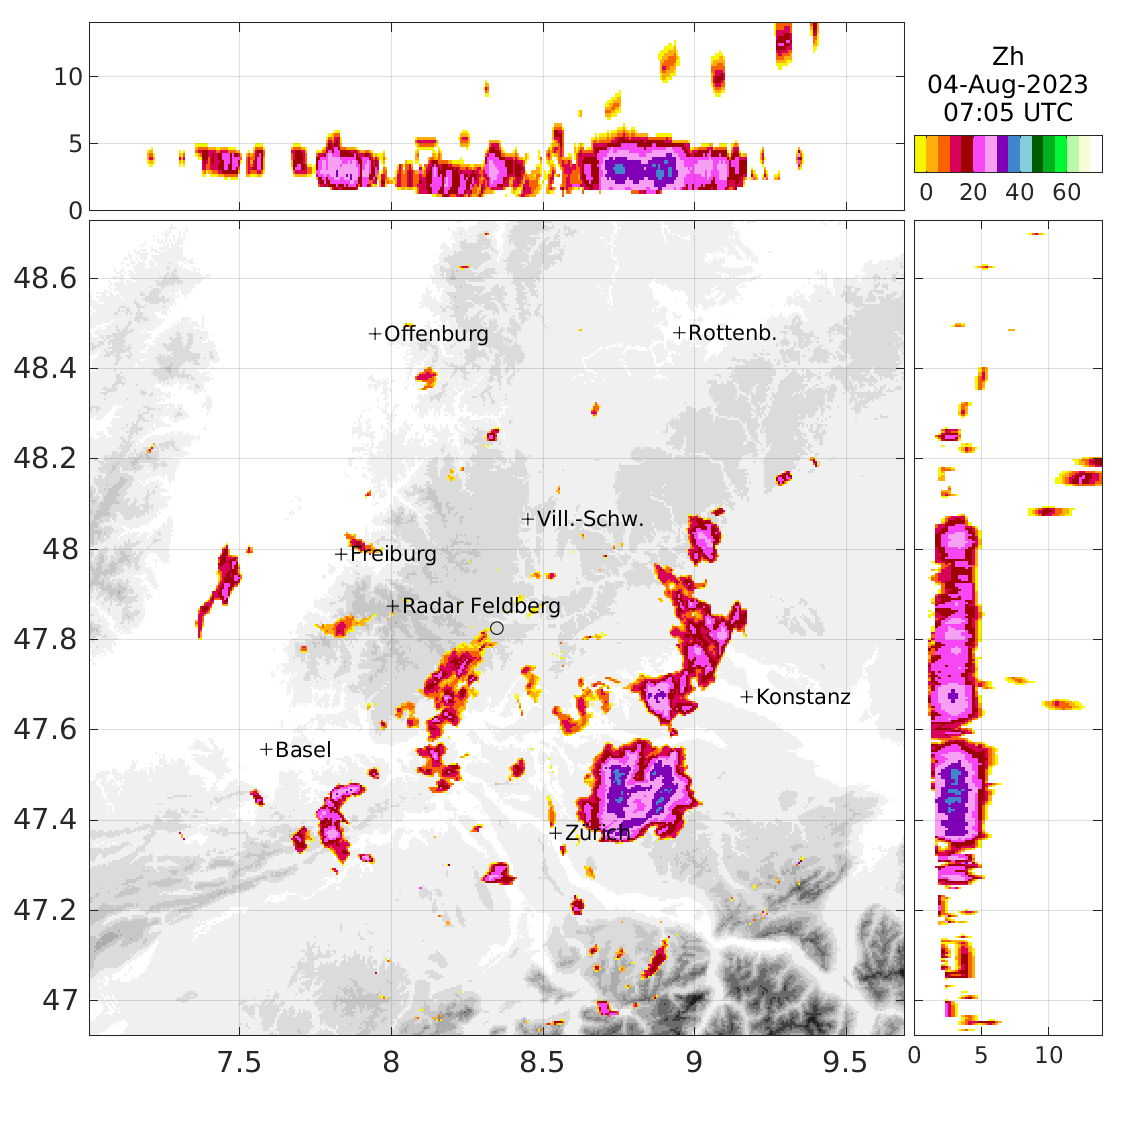 Zh
04-Aug-2023
07:05 UTC
0 20 40 60
10
5
0
48.6
48.4
48.2
48
47.8
47.6
47.4
47.2
47
+Offenburg
+Rottenb.
+Vill.-Schw.
+Freiburg
+Radar Feldberg
+Konstanz
+Basel
+Zürich
7.5 8 8.5 9 9.5
0 5 10